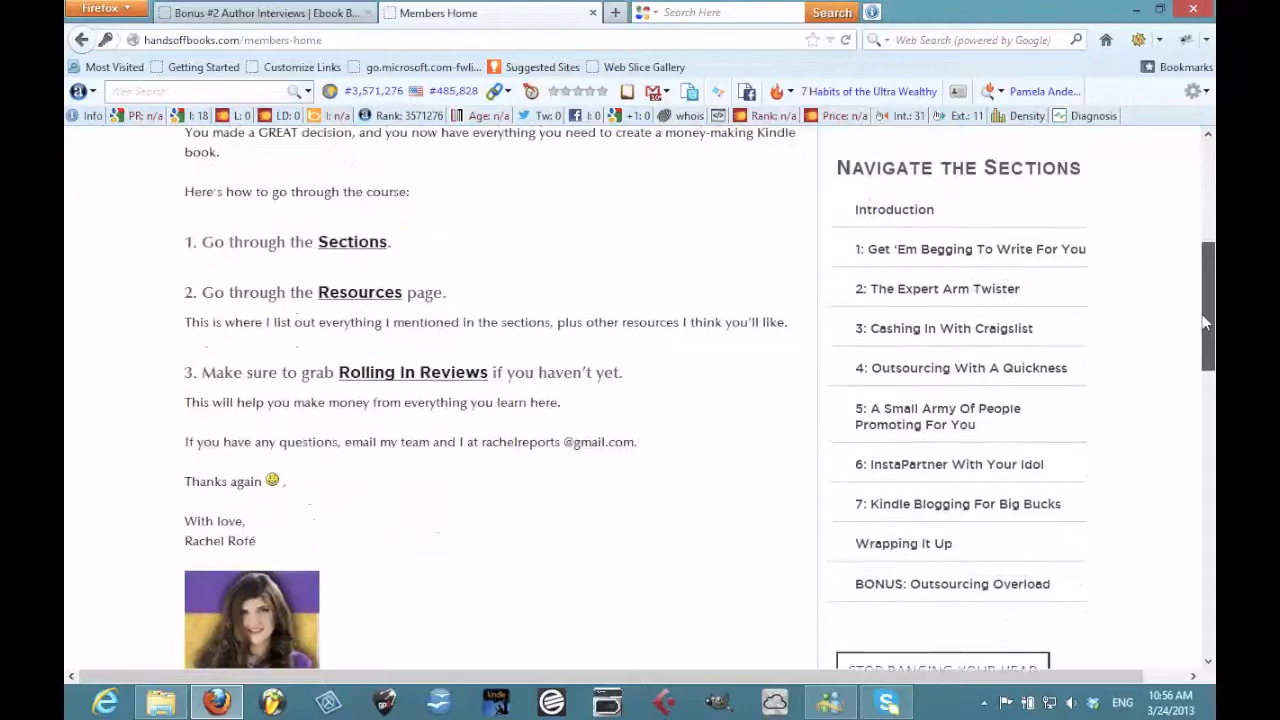 Firefox
Bonus #2 Author Interviews | Ebook B...
Members Home
Search Here
Search
handsoffbooks.com/members-home
Web Search (powered by Google)
Most Visited
Getting Started
Customize Links
go.microsoft.com-fwli...
Suggested Sites
Web Slice Gallery
Bookmarks
Web Search
#3,571,276
#485,828
7 Habits of the Ultra Wealthy
Pamela Ande...
Info
PR: n/a
I: 18
L: 0
LD: 0
I: n/a
Rank: 3571276
Age: n/a
Tw: 0
I: 0
+1: 0
whois
Rank: n/a
Price: n/a
Int.: 31
Ext.: 11
Density
Diagnosis
You made a GREAT decision, and you now have everything you need to create a money-making Kindle
book.
Here's how to go through the course:
1. Go through the Sections.
2. Go through the Resources page.
This is where I list out everything I mentioned in the sections, plus other resources I think you'll like.
3. Make sure to grab Rolling In Reviews if you haven't yet.
This will help you make money from everything you learn here.
If you have any questions, email my team and I at rachelreports @gmail.com.
Thanks again ,
With love,
Rachel Rofé
NAVIGATE THE SECTIONS
Introduction
1: Get 'Em Begging To Write For You
2: The Expert Arm Twister
3: Cashing In With Craigslist
4: Outsourcing With A Quickness
5: A Small Army Of People
Promoting For You
6: InstaPartner With Your Idol
7: Kindle Blogging For Big Bucks
Wrapping It Up
BONUS: Outsourcing Overload
STOP BANGING YOUR HEAD
kindle
ENG
10:56 AM
3/24/2013